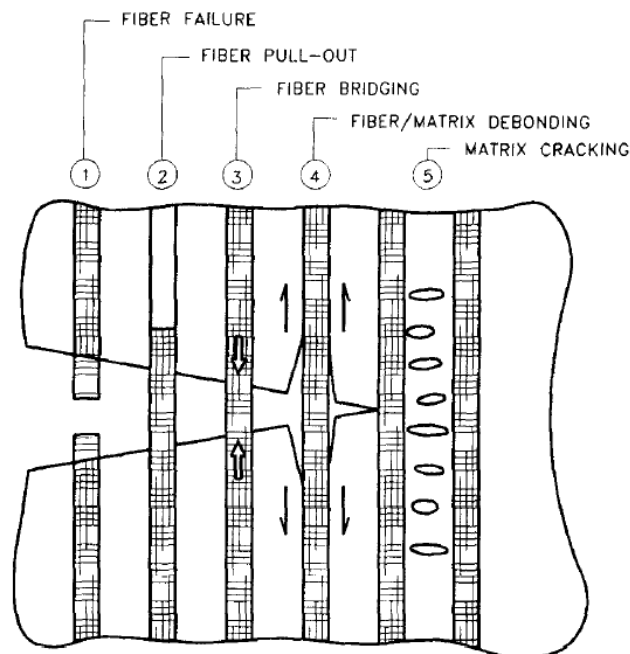 FIBER FAILURE
FIBER PULL-OUT
FIBER BRIDGING
FIBER/MATRIX DEBONDING
MATRIX CRACKING
1 2 3 4 5